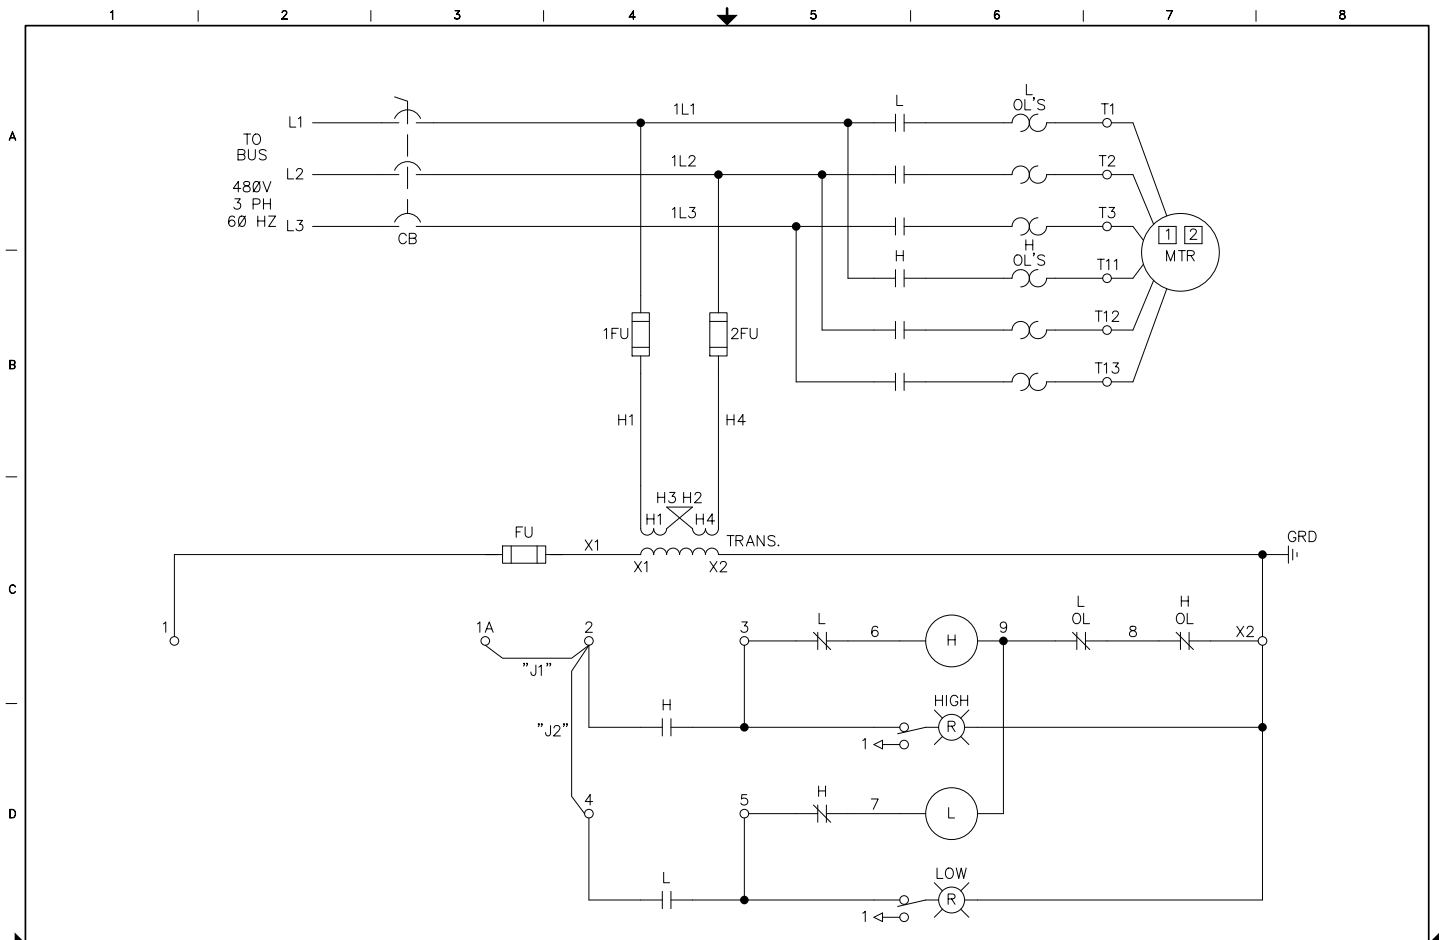 1 2 3 4 5 6 7 8
A
B
C
D
TO
BUS
480V
3 PH
60 HZ
L1
L2
L3
CB
1L1
1L2
1L3
L
L
OL'S
T1
T2
T3
H
H
OL'S
T11
T12
T13
1 2
MTR
1FU
2FU
H1
H4
H3 H2
H1 H4
TRANS.
FU
X1
X1
X2
GRD
1
1A
2
3
L
6
H
9
L
OL
8
H
OL
X2
"J1"
"J2"
H
HIGH
R
1
4
5
H
7
L
L
LOW
R
1